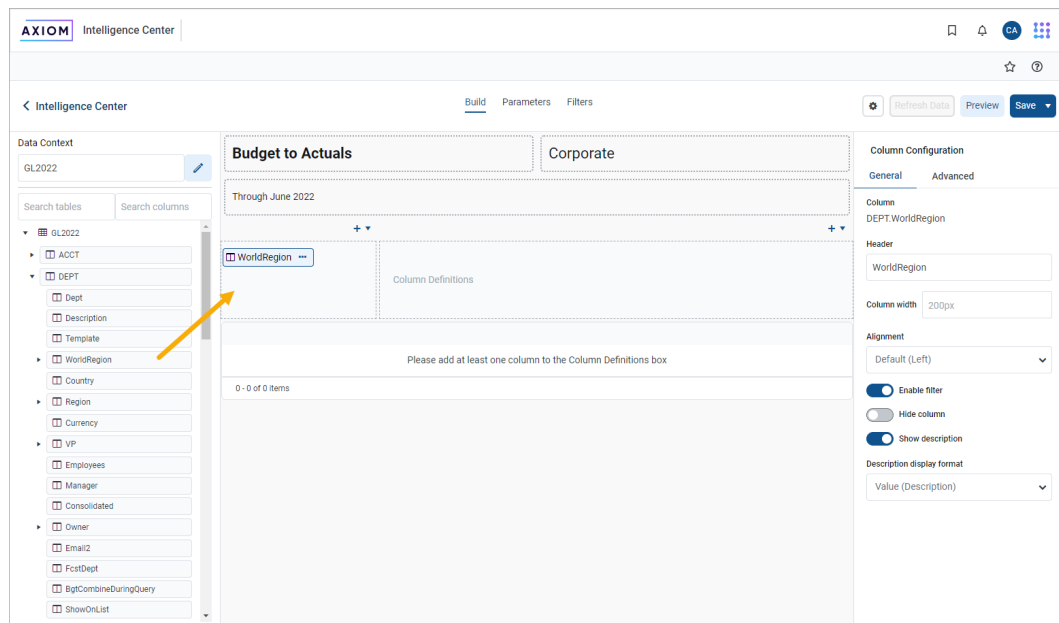 AXIOM Intelligence Center
CA
Intelligence Center
Build Parameters Filters
Refresh Data Preview Save
Data Context
GL2022
Search tables Search columns
GL2022
ACCT
DEPT
Dept
Description
Template
WorldRegion
Country
Region
Currency
VP
Employees
Manager
Consolidated
Owner
Email2
FcstDept
BgtCombineDuringQuery
ShowOnList
Budget to Actuals Corporate
Through June 2022
WorldRegion
Column Definitions
Please add at least one column to the Column Definitions box
0 - 0 of 0 items
Column Configuration
General Advanced
Column
DEPT.WorldRegion
Header
WorldRegion
Column width 200px
Alignment
Default (Left)
Enable filter
Hide column
Show description
Description display format
Value (Description)